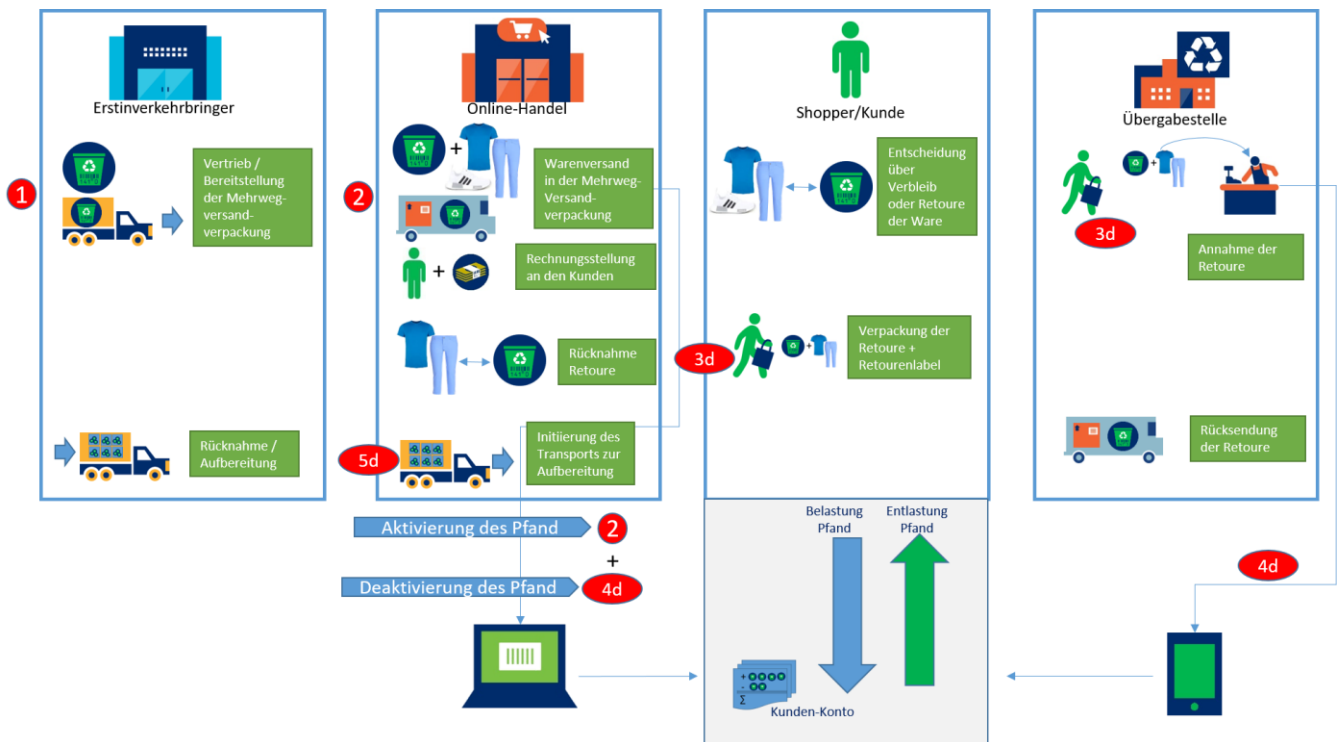 Erstinverkehrbringer
1
Vertrieb /
Bereitstellung
der Mehrweg-
versand-
verpackung
Rücknahme /
Aufbereitung
Online-Handel
2
+
Warenversand
in der Mehrweg-
Versand-
verpackung
+
Rechnungsstellung
an den Kunden
Rücknahme
Retoure
5d
Initiierung des
Transports zur
Aufbereitung
Shopper/Kunde
Entscheidung
über
Verbleib
oder Retoure
der Ware
3d
+
Verpackung der
Retoure +
Retourenlabel
Übergabestelle
+
3d
Annahme der
Retoure
Rücksendung
der Retoure
Aktivierung des Pfand
2
+
Deaktivierung des Pfand
4d
Belastung
Pfand
Entlastung
Pfand
+
-
Σ
Kunden-Konto
4d